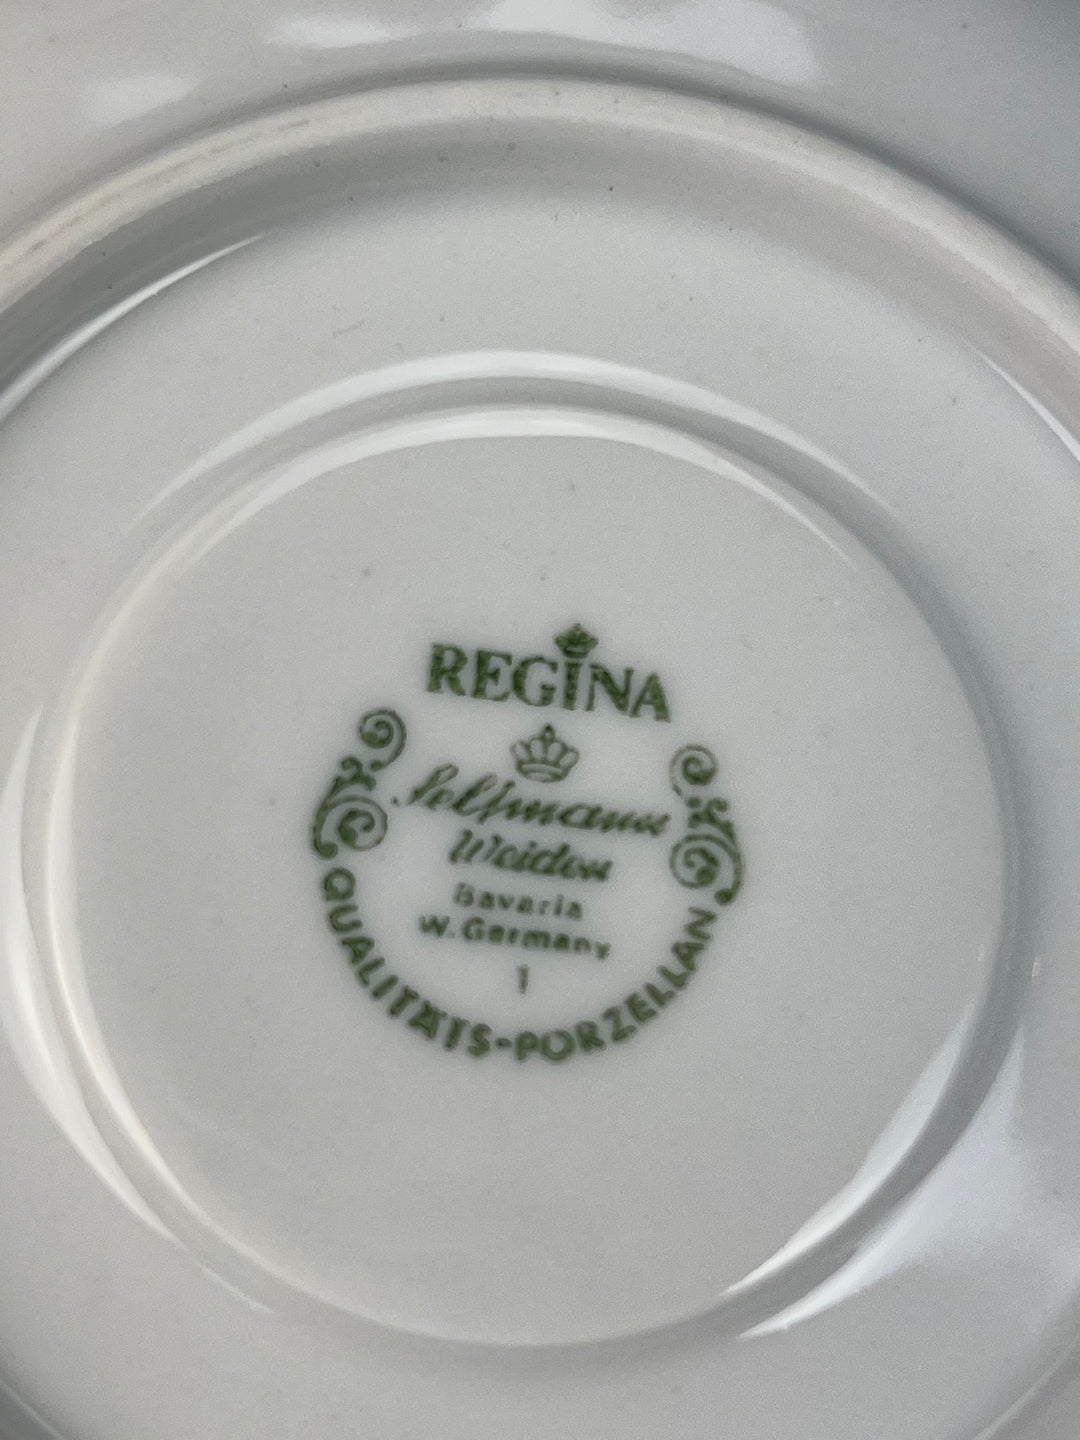 REGINA
Seltmann
Weiden
Bavaria
W. Germany
1
QUALITÄTS-PORZELLAN